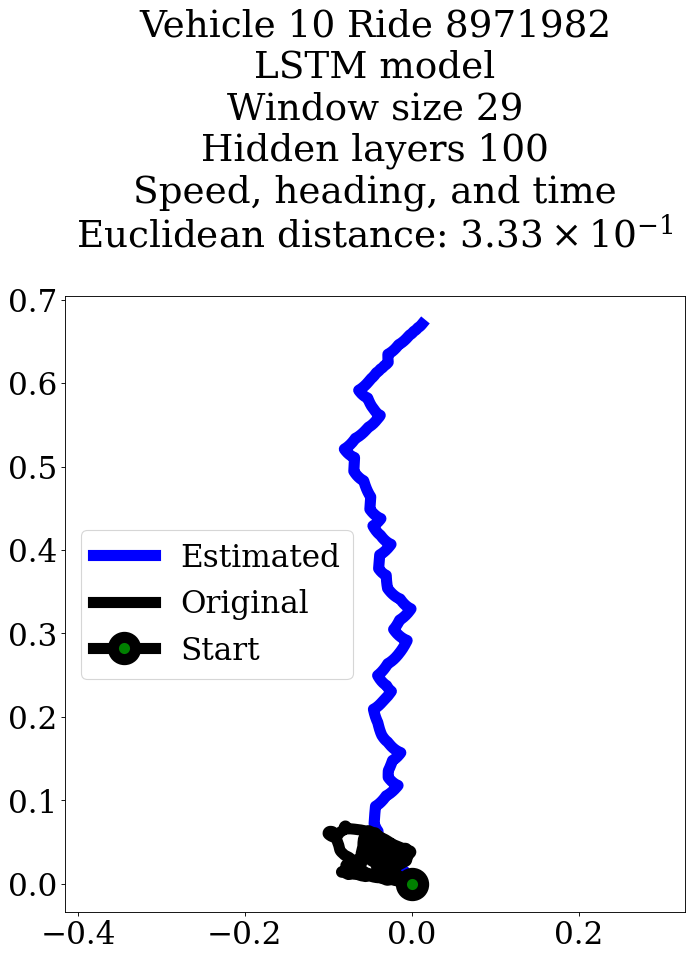 Vehicle 10 Ride 8971982
LSTM model
Window size 29
Hidden layers 100
Speed, heading, and time
Euclidean distance: 3.33 × 10⁻¹
0.7
0.6
0.5
0.4
0.3
0.2
0.1
0.0
Estimated
Original
Start
−0.4
−0.2
0.0
0.2